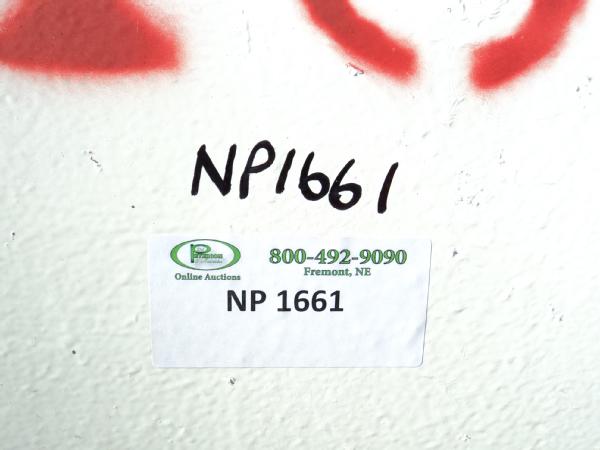 NP1661
800-492-9090
Fremont, NE
Online Auctions
NP 1661